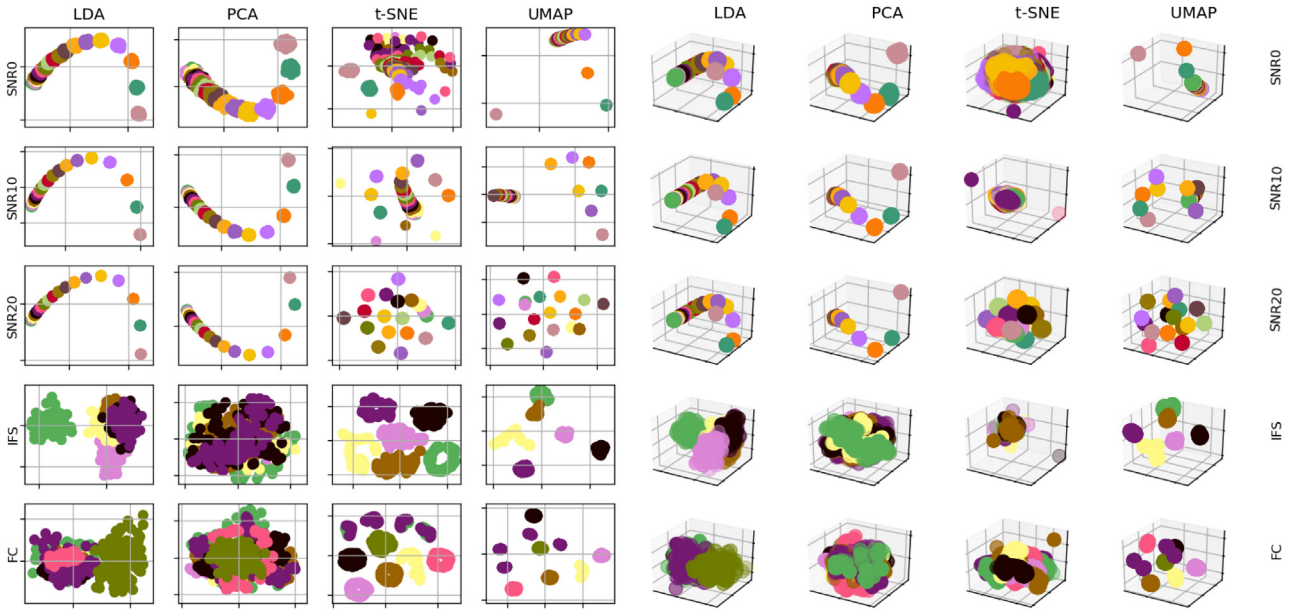 LDA PCA t-SNE UMAP LDA PCA t-SNE UMAP
SNR0 SNR0
SNR10 SNR10
SNR20 SNR20
IFS IFS
FC FC